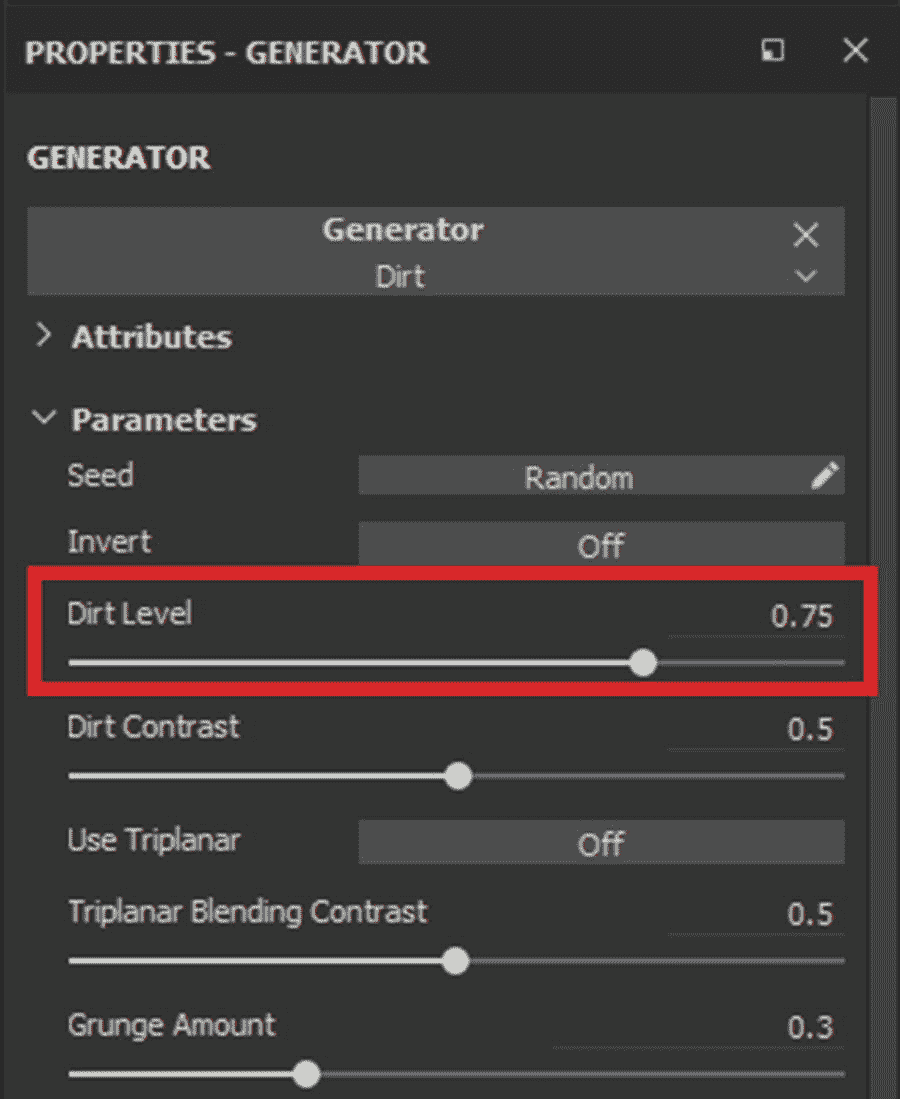 PROPERTIES - GENERATOR
GENERATOR
Generator
Dirt
Attributes
Parameters
Seed Random
Invert Off
Dirt Level 0.75
Dirt Contrast 0.5
Use Triplanar Off
Triplanar Blending Contrast 0.5
Grunge Amount 0.3